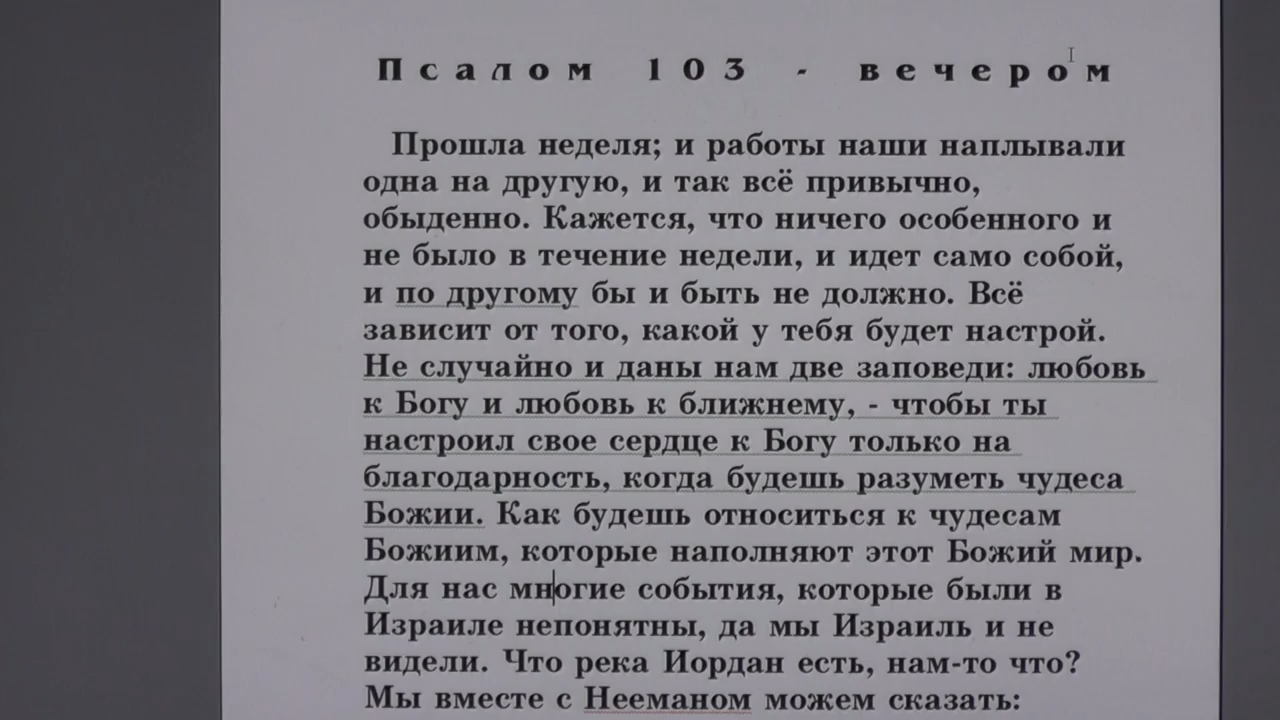 Псалом 103 - вечером
Прошла неделя; и работы наши наплывали
одна на другую, и так всё привычно,
обыденно. Кажется, что ничего особенного и
не было в течение недели, и идет само собой,
и по другому бы и быть не должно. Всё
зависит от того, какой у тебя будет настрой.
Не случайно и даны нам две заповеди: любовь
к Богу и любовь к ближнему, - чтобы ты
настроил свое сердце к Богу только на
благодарность, когда будешь разуметь чудеса
Божии. Как будешь относиться к чудесам
Божиим, которые наполняют этот Божий мир.
Для нас многие события, которые были в
Израиле непонятны, да мы Израиль и не
видели. Что река Иордан есть, нам-то что?
Мы вместе с Нееманом можем сказать: